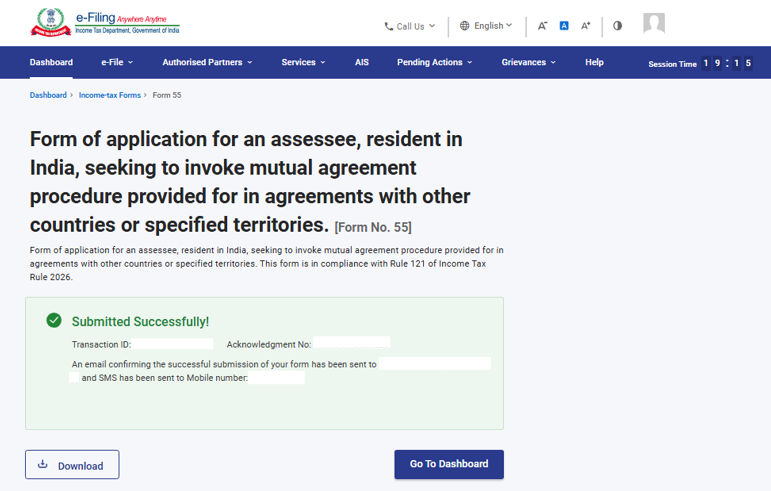 e-Filing Anywhere Anytime
Income Tax Department, Government of India
Call Us
English
A-
A
A+
Dashboard
e-File
Authorised Partners
Services
AIS
Pending Actions
Grievances
Help
Session Time 1 9 : 1 5
Dashboard > Income-tax Forms > Form 55
Form of application for an assessee, resident in
India, seeking to invoke mutual agreement
procedure provided for in agreements with other
countries or specified territories. [Form No. 55]
Form of application for an assessee, resident in India, seeking to invoke mutual agreement procedure provided for in
agreements with other countries or specified territories. This form is in compliance with Rule 121 of Income Tax
Rule 2026.
Submitted Successfully!
Transaction ID: Acknowledgment No:
An email confirming the successful submission of your form has been sent to
and SMS has been sent to Mobile number:
Download
Go To Dashboard